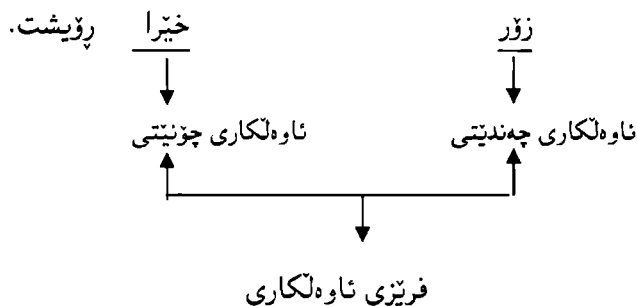 زۆر خێرا ڕۆیشت.
ئاوەڵکاری چەندێتی ئاوەڵکاری چۆنێتی
فرێزی ئاوەڵکاری